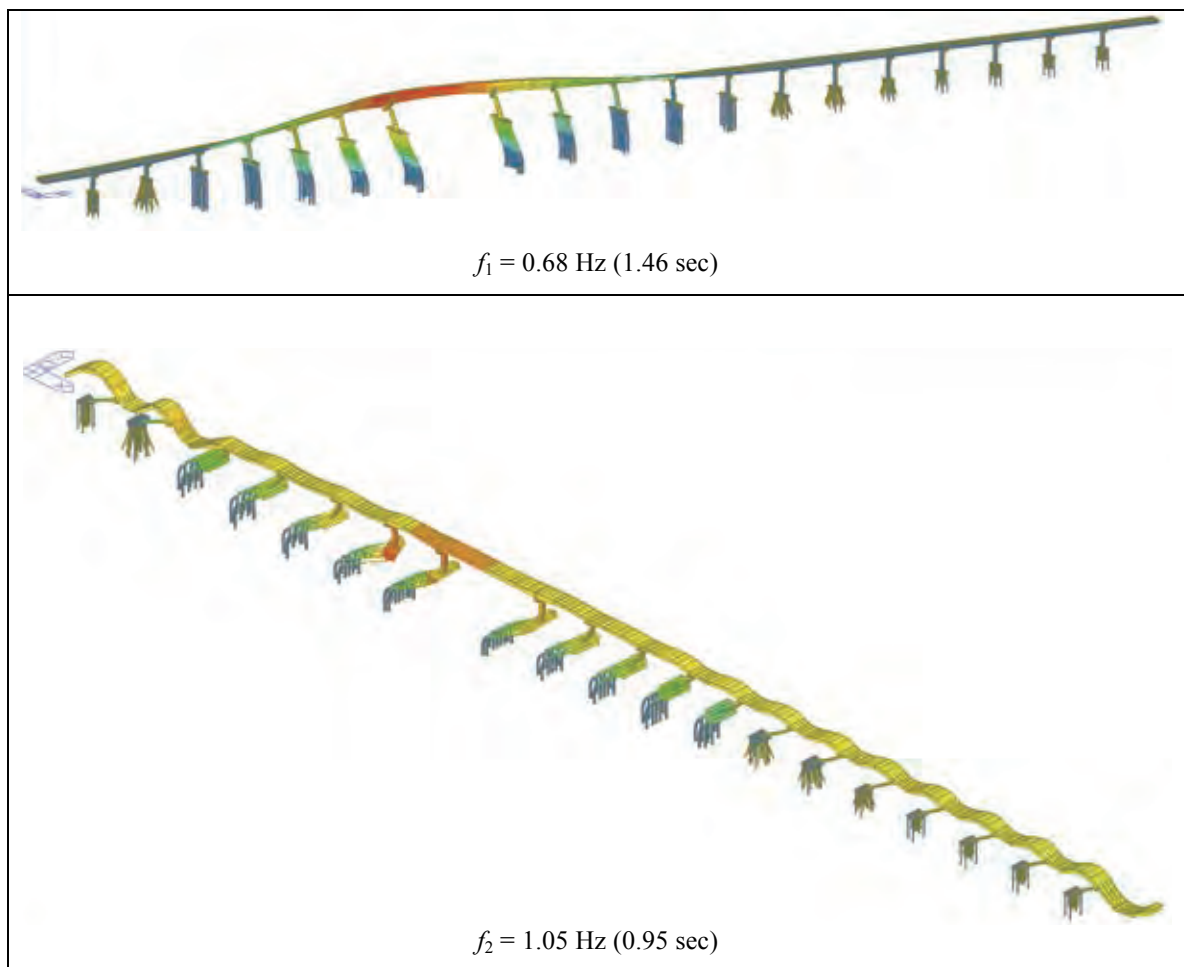 f1 = 0.68 Hz (1.46 sec)
f2 = 1.05 Hz (0.95 sec)